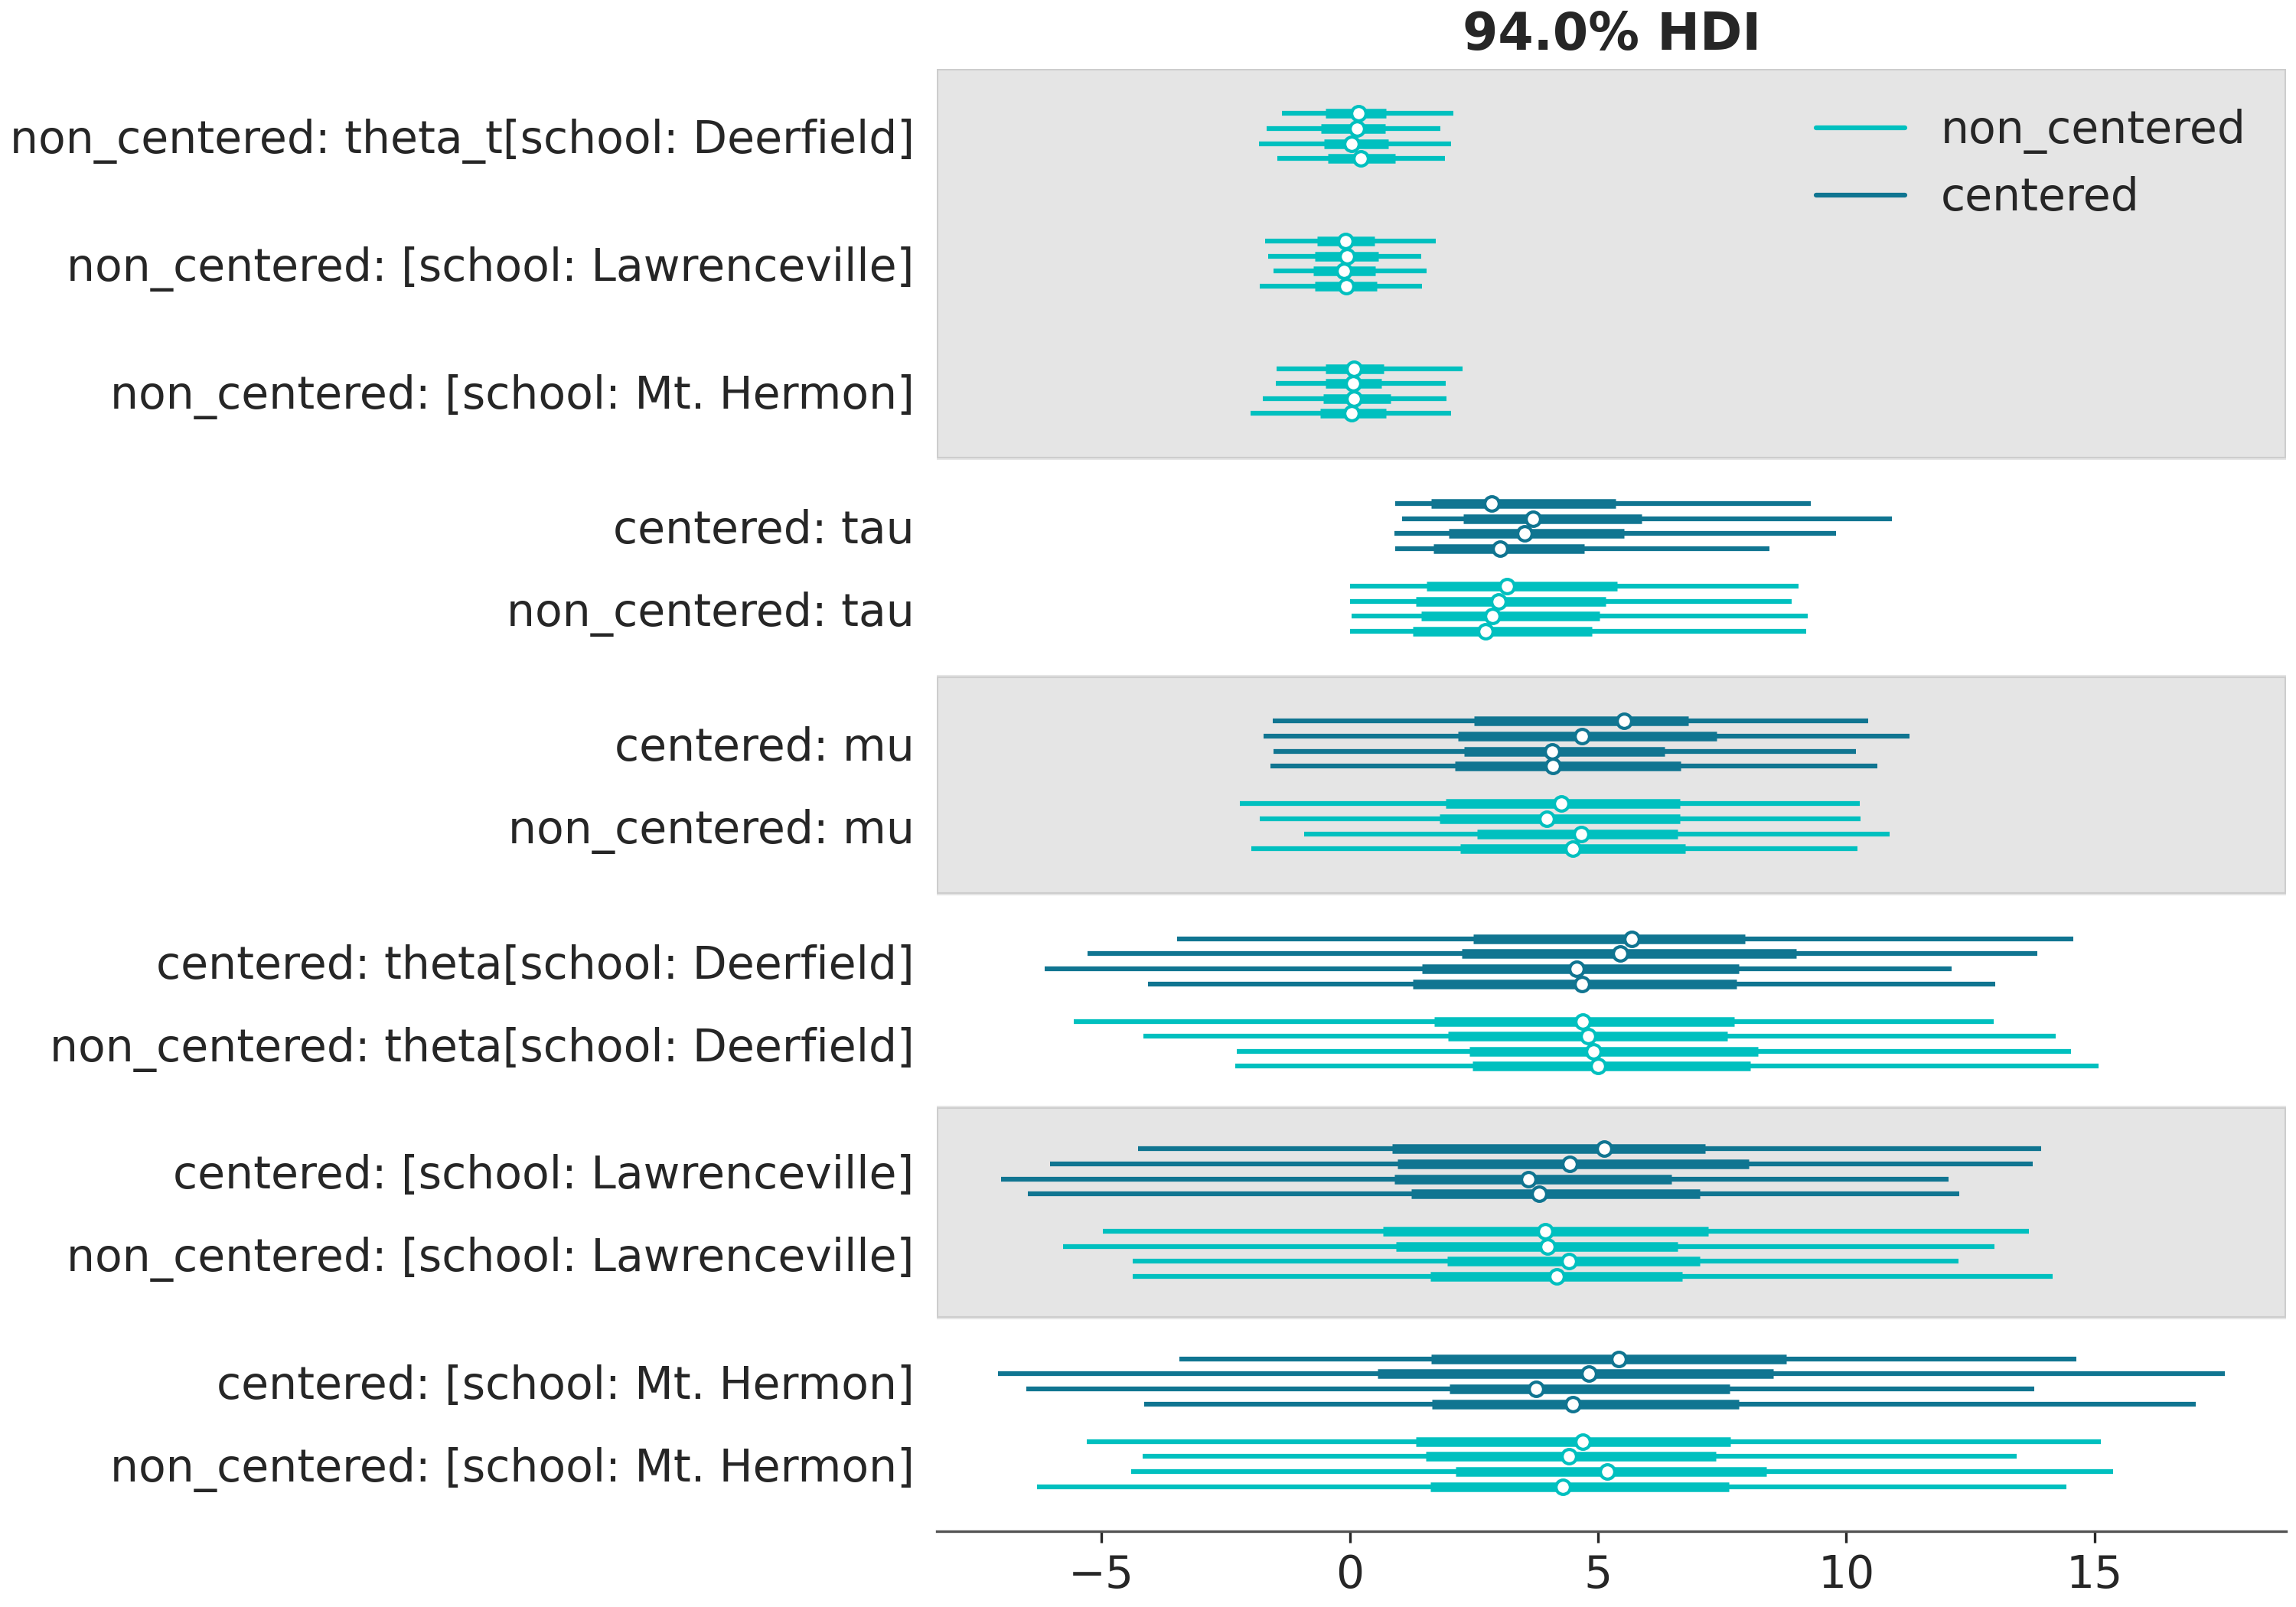 94.0% HDI
non_centered: theta_t[school: Deerfield]
non_centered
centered
non_centered: [school: Lawrenceville]
non_centered: [school: Mt. Hermon]
centered: tau
non_centered: tau
centered: mu
non_centered: mu
centered: theta[school: Deerfield]
non_centered: theta[school: Deerfield]
centered: [school: Lawrenceville]
non_centered: [school: Lawrenceville]
centered: [school: Mt. Hermon]
non_centered: [school: Mt. Hermon]
−5 0 5 10 15